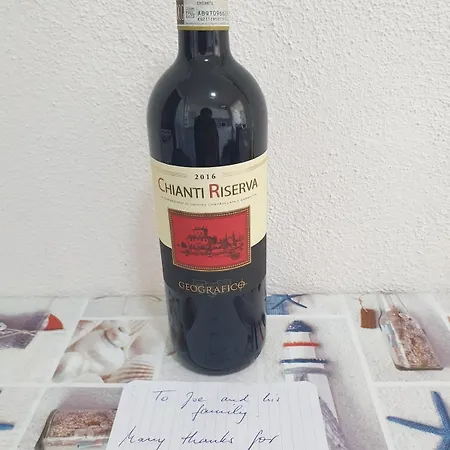 2016
CHIANTI RISERVA
GEOGRAFICO
To Joe and his
family!
Many thanks for